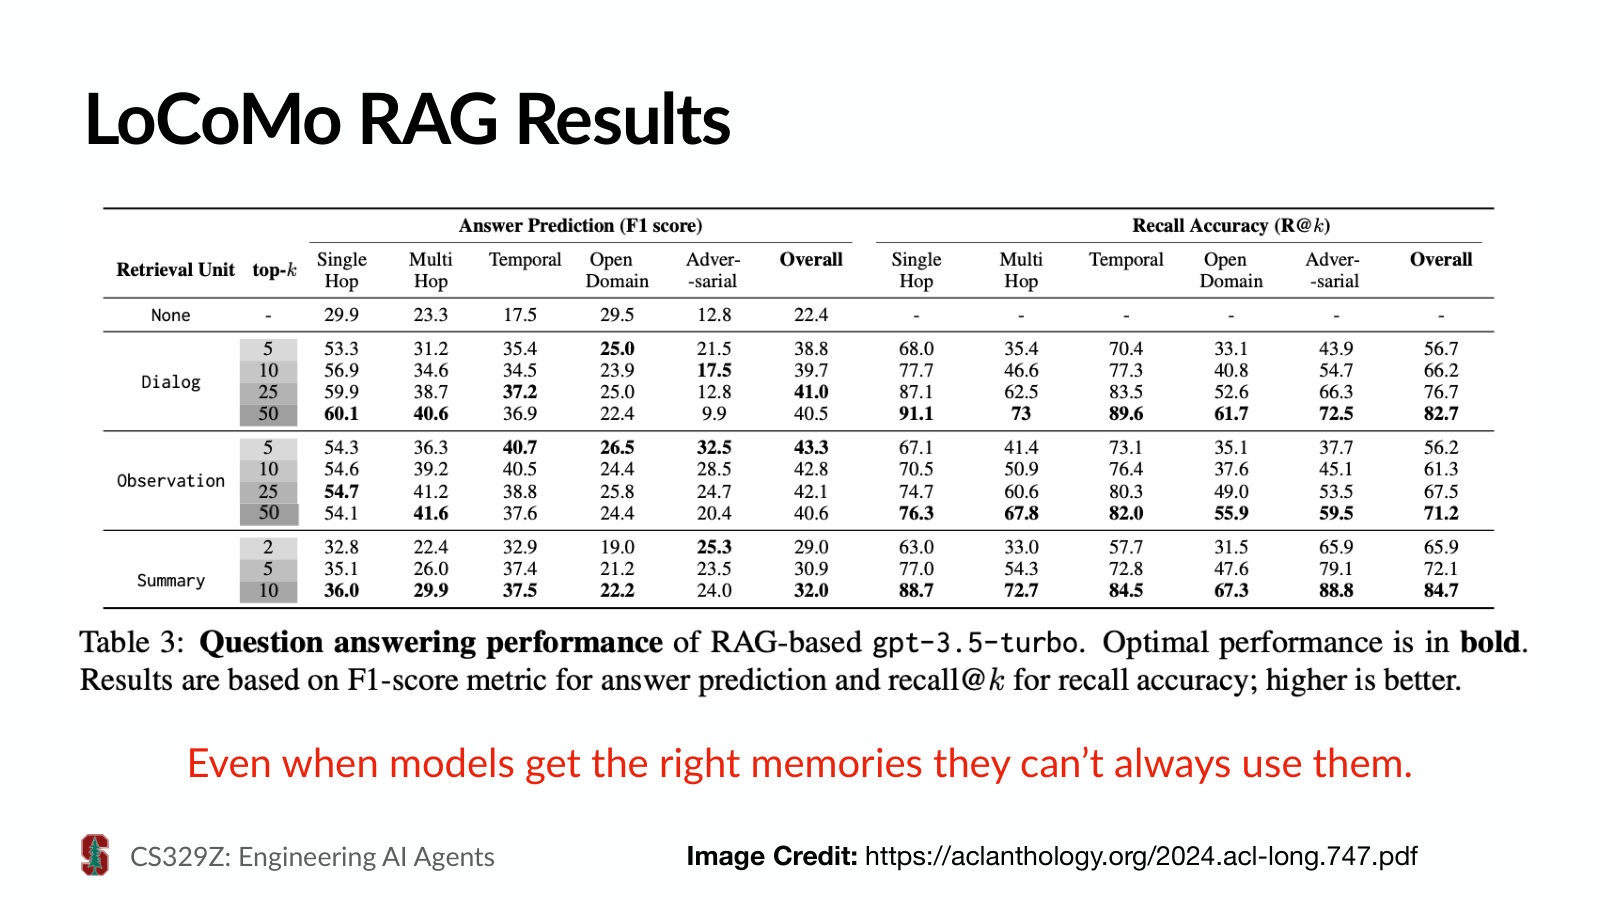 LoCoMo RAG Results
Answer Prediction (F1 score) Recall Accuracy (R@k)
Retrieval Unit top-k Single Hop Multi Hop Temporal Open Domain Adver- -sarial Overall Single Hop Multi Hop Temporal Open Domain Adver- -sarial Overall
None - 29.9 23.3 17.5 29.5 12.8 22.4 - - - - - -
Dialog
5 53.3 31.2 35.4 25.0 21.5 38.8 68.0 35.4 70.4 33.1 43.9 56.7
10 56.9 34.6 34.5 23.9 17.5 39.7 77.7 46.6 77.3 40.8 54.7 66.2
25 59.9 38.7 37.2 25.0 12.8 41.0 87.1 62.5 83.5 52.6 66.3 76.7
50 60.1 40.6 36.9 22.4 9.9 40.5 91.1 73 89.6 61.7 72.5 82.7
Observation
5 54.3 36.3 40.7 26.5 32.5 43.3 67.1 41.4 73.1 35.1 37.7 56.2
10 54.6 39.2 40.5 24.4 28.5 42.8 70.5 50.9 76.4 37.6 45.1 61.3
25 54.7 41.2 38.8 25.8 24.7 42.1 74.7 60.6 80.3 49.0 53.5 67.5
50 54.1 41.6 37.6 24.4 20.4 40.6 76.3 67.8 82.0 55.9 59.5 71.2
Summary
2 32.8 22.4 32.9 19.0 25.3 29.0 63.0 33.0 57.7 31.5 65.9 65.9
5 35.1 26.0 37.4 21.2 23.5 30.9 77.0 54.3 72.8 47.6 79.1 72.1
10 36.0 29.9 37.5 22.2 24.0 32.0 88.7 72.7 84.5 67.3 88.8 84.7
Table 3: Question answering performance of RAG-based gpt-3.5-turbo. Optimal performance is in bold.
Results are based on F1-score metric for answer prediction and recall@k for recall accuracy; higher is better.
Even when models get the right memories they can't always use them.
CS329Z: Engineering AI Agents
Image Credit: https://aclanthology.org/2024.acl-long.747.pdf